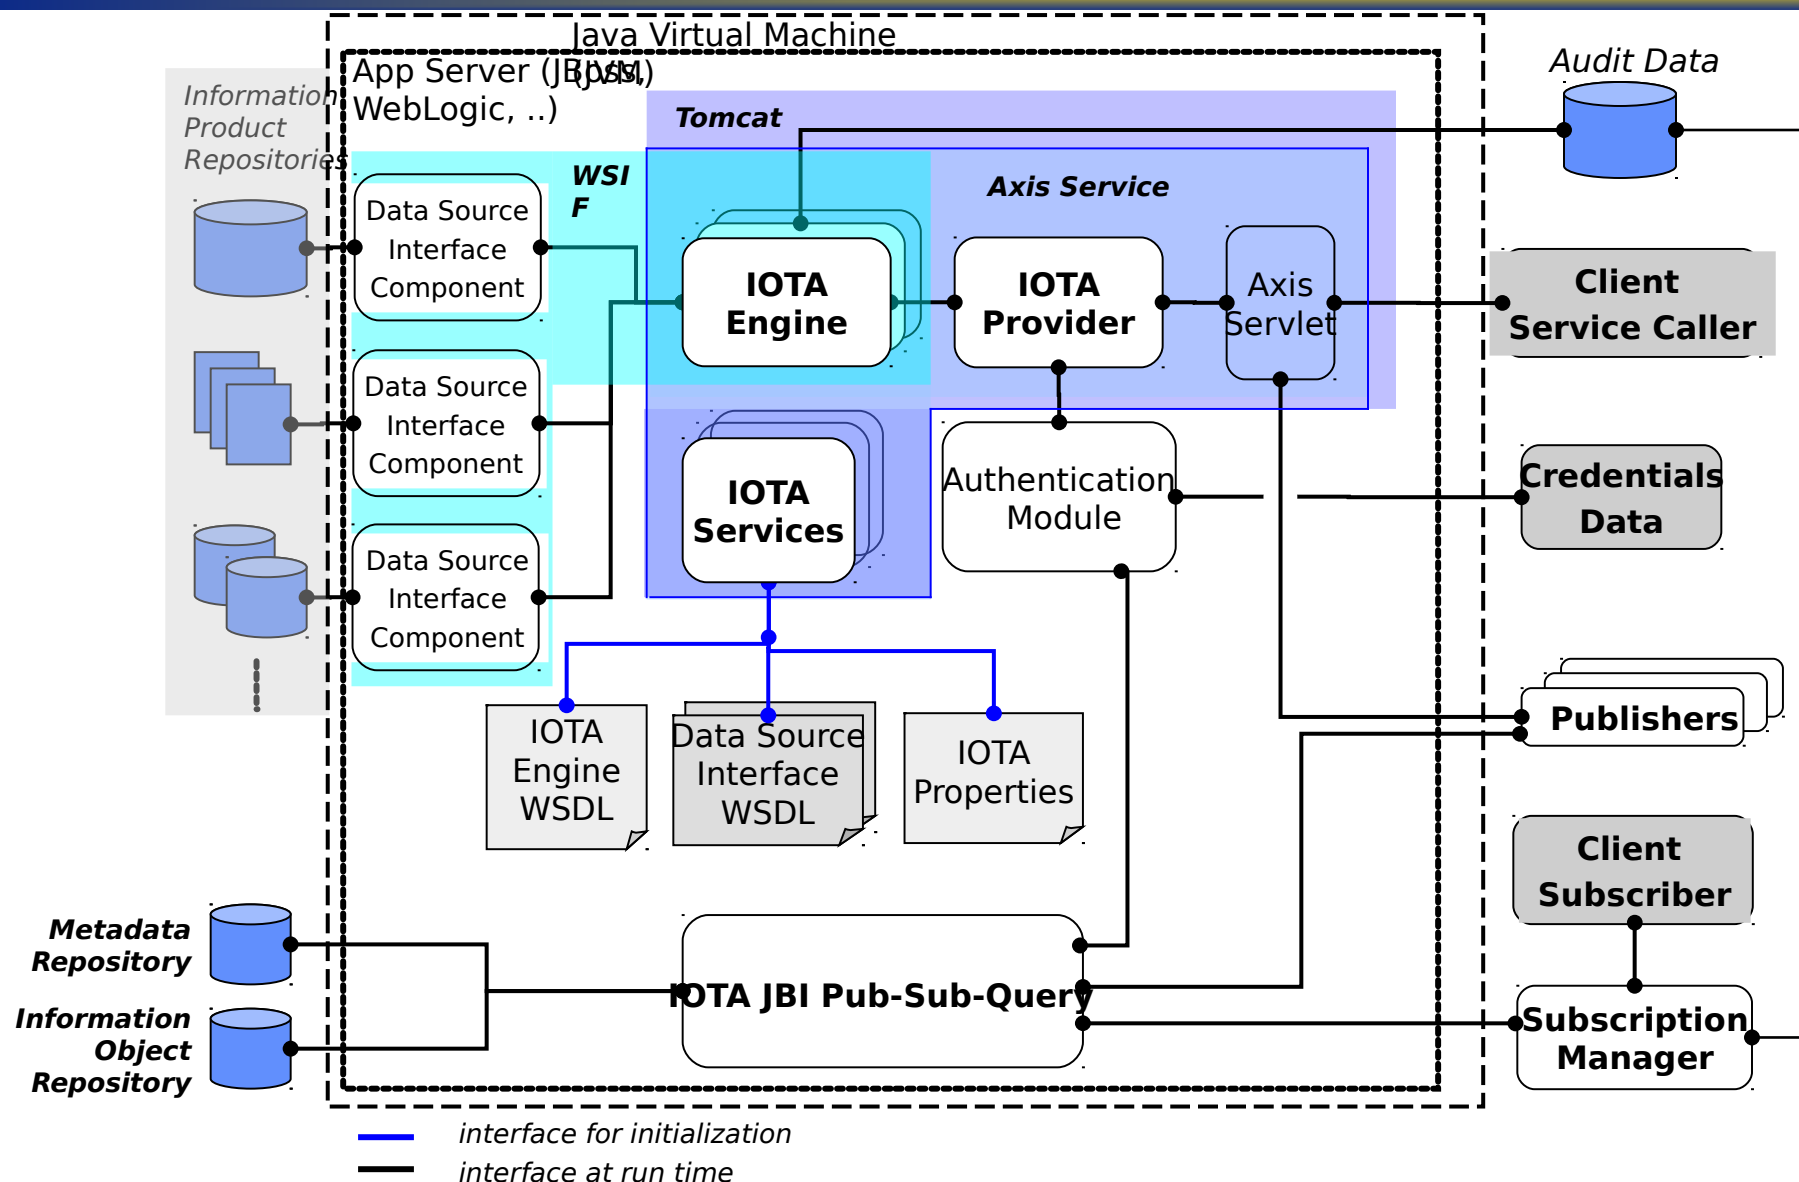 Java Virtual Machine
(JVM)
App Server (JBoss,
WebLogic, ..)
Audit Data
Information
Product
Repositories
Tomcat
WSI
F
Axis Service
Data Source
Interface
Component
IOTA
Engine
IOTA
Provider
Axis
Servlet
Client
Service Caller
Data Source
Interface
Component
IOTA
Services
Authentication
Module
Credentials
Data
Data Source
Interface
Component
IOTA
Engine
WSDL
Data Source
Interface
WSDL
IOTA
Properties
Publishers
Client
Subscriber
Metadata
Repository
IOTA JBI Pub-Sub-Query
Information
Object
Repository
Subscription
Manager
interface for initialization
interface at run time